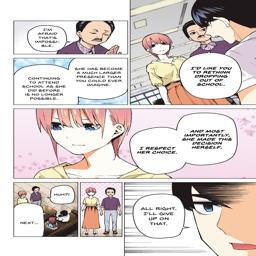 I'M
AFRAID
THAT'S
IMPOSSI-
BLE.
I'D LIKE YOU
TO RETHINK
DROPPING
OUT OF
SCHOOL.
SHE HAS BECOME
A MUCH LARGER
PRESENCE THAN
YOU COULD EVER
IMAGINE.
CONTINUING
TO ATTEND
SCHOOL AS SHE
DID BEFORE
IS NO LONGER
POSSIBLE.
AND MOST
IMPORTANTLY,
SHE MADE THIS
DECISION
HERSELF.
I RESPECT
HER CHOICE.
HUH?!
NEXT...
ALL RIGHT.
I'LL GIVE
UP ON
THAT.